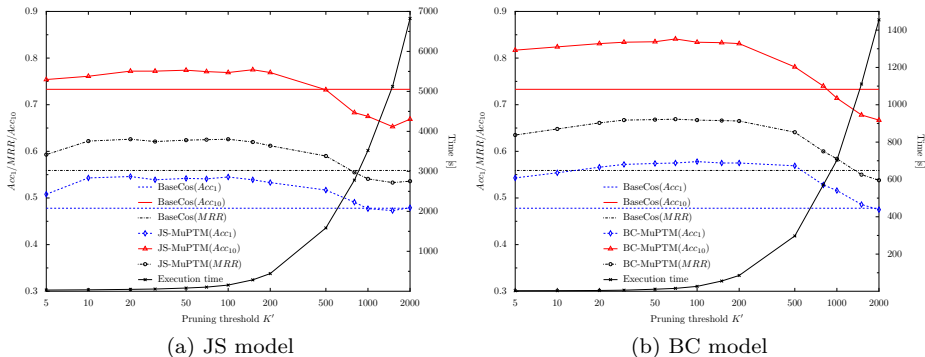 0.9
0.8
0.7
0.6
0.5
0.4
0.3
Acc₁/MRR/Acc₁₀
7000
6000
5000
4000
3000
2000
1000
Time [s]
BaseCos(Acc₁)
BaseCos(Acc₁₀)
BaseCos(MRR)
JS-MuPTM(Acc₁)
JS-MuPTM(Acc₁₀)
JS-MuPTM(MRR)
Execution time
5 10 20 50 100 200 500 1000 2000
Pruning threshold K′
(a) JS model
0.9
0.8
0.7
0.6
0.5
0.4
0.3
Acc₁/MRR/Acc₁₀
1400
1200
1000
800
600
400
200
Time [s]
BaseCos(Acc₁)
BaseCos(Acc₁₀)
BaseCos(MRR)
BC-MuPTM(Acc₁)
BC-MuPTM(Acc₁₀)
BC-MuPTM(MRR)
Execution time
5 10 20 50 100 200 500 1000 2000
Pruning threshold K′
(b) BC model